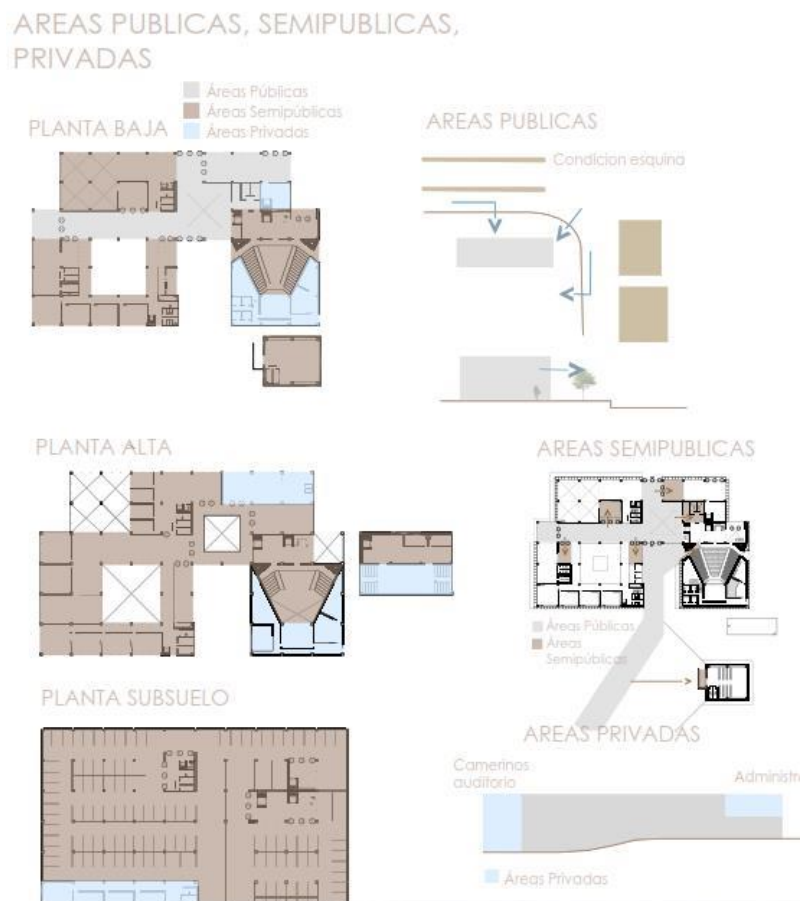 AREAS PUBLICAS, SEMIPUBLICAS,
PRIVADAS
Áreas Públicas
Áreas Semipúblicas
Áreas Privadas
PLANTA BAJA
AREAS PUBLICAS
Condicion esquina
PLANTA ALTA
AREAS SEMIPUBLICAS
Áreas Públicas
Áreas
Semipúblicas
PLANTA SUBSUELO
AREAS PRIVADAS
Camerinos
auditorio
Administra
Áreas Privadas